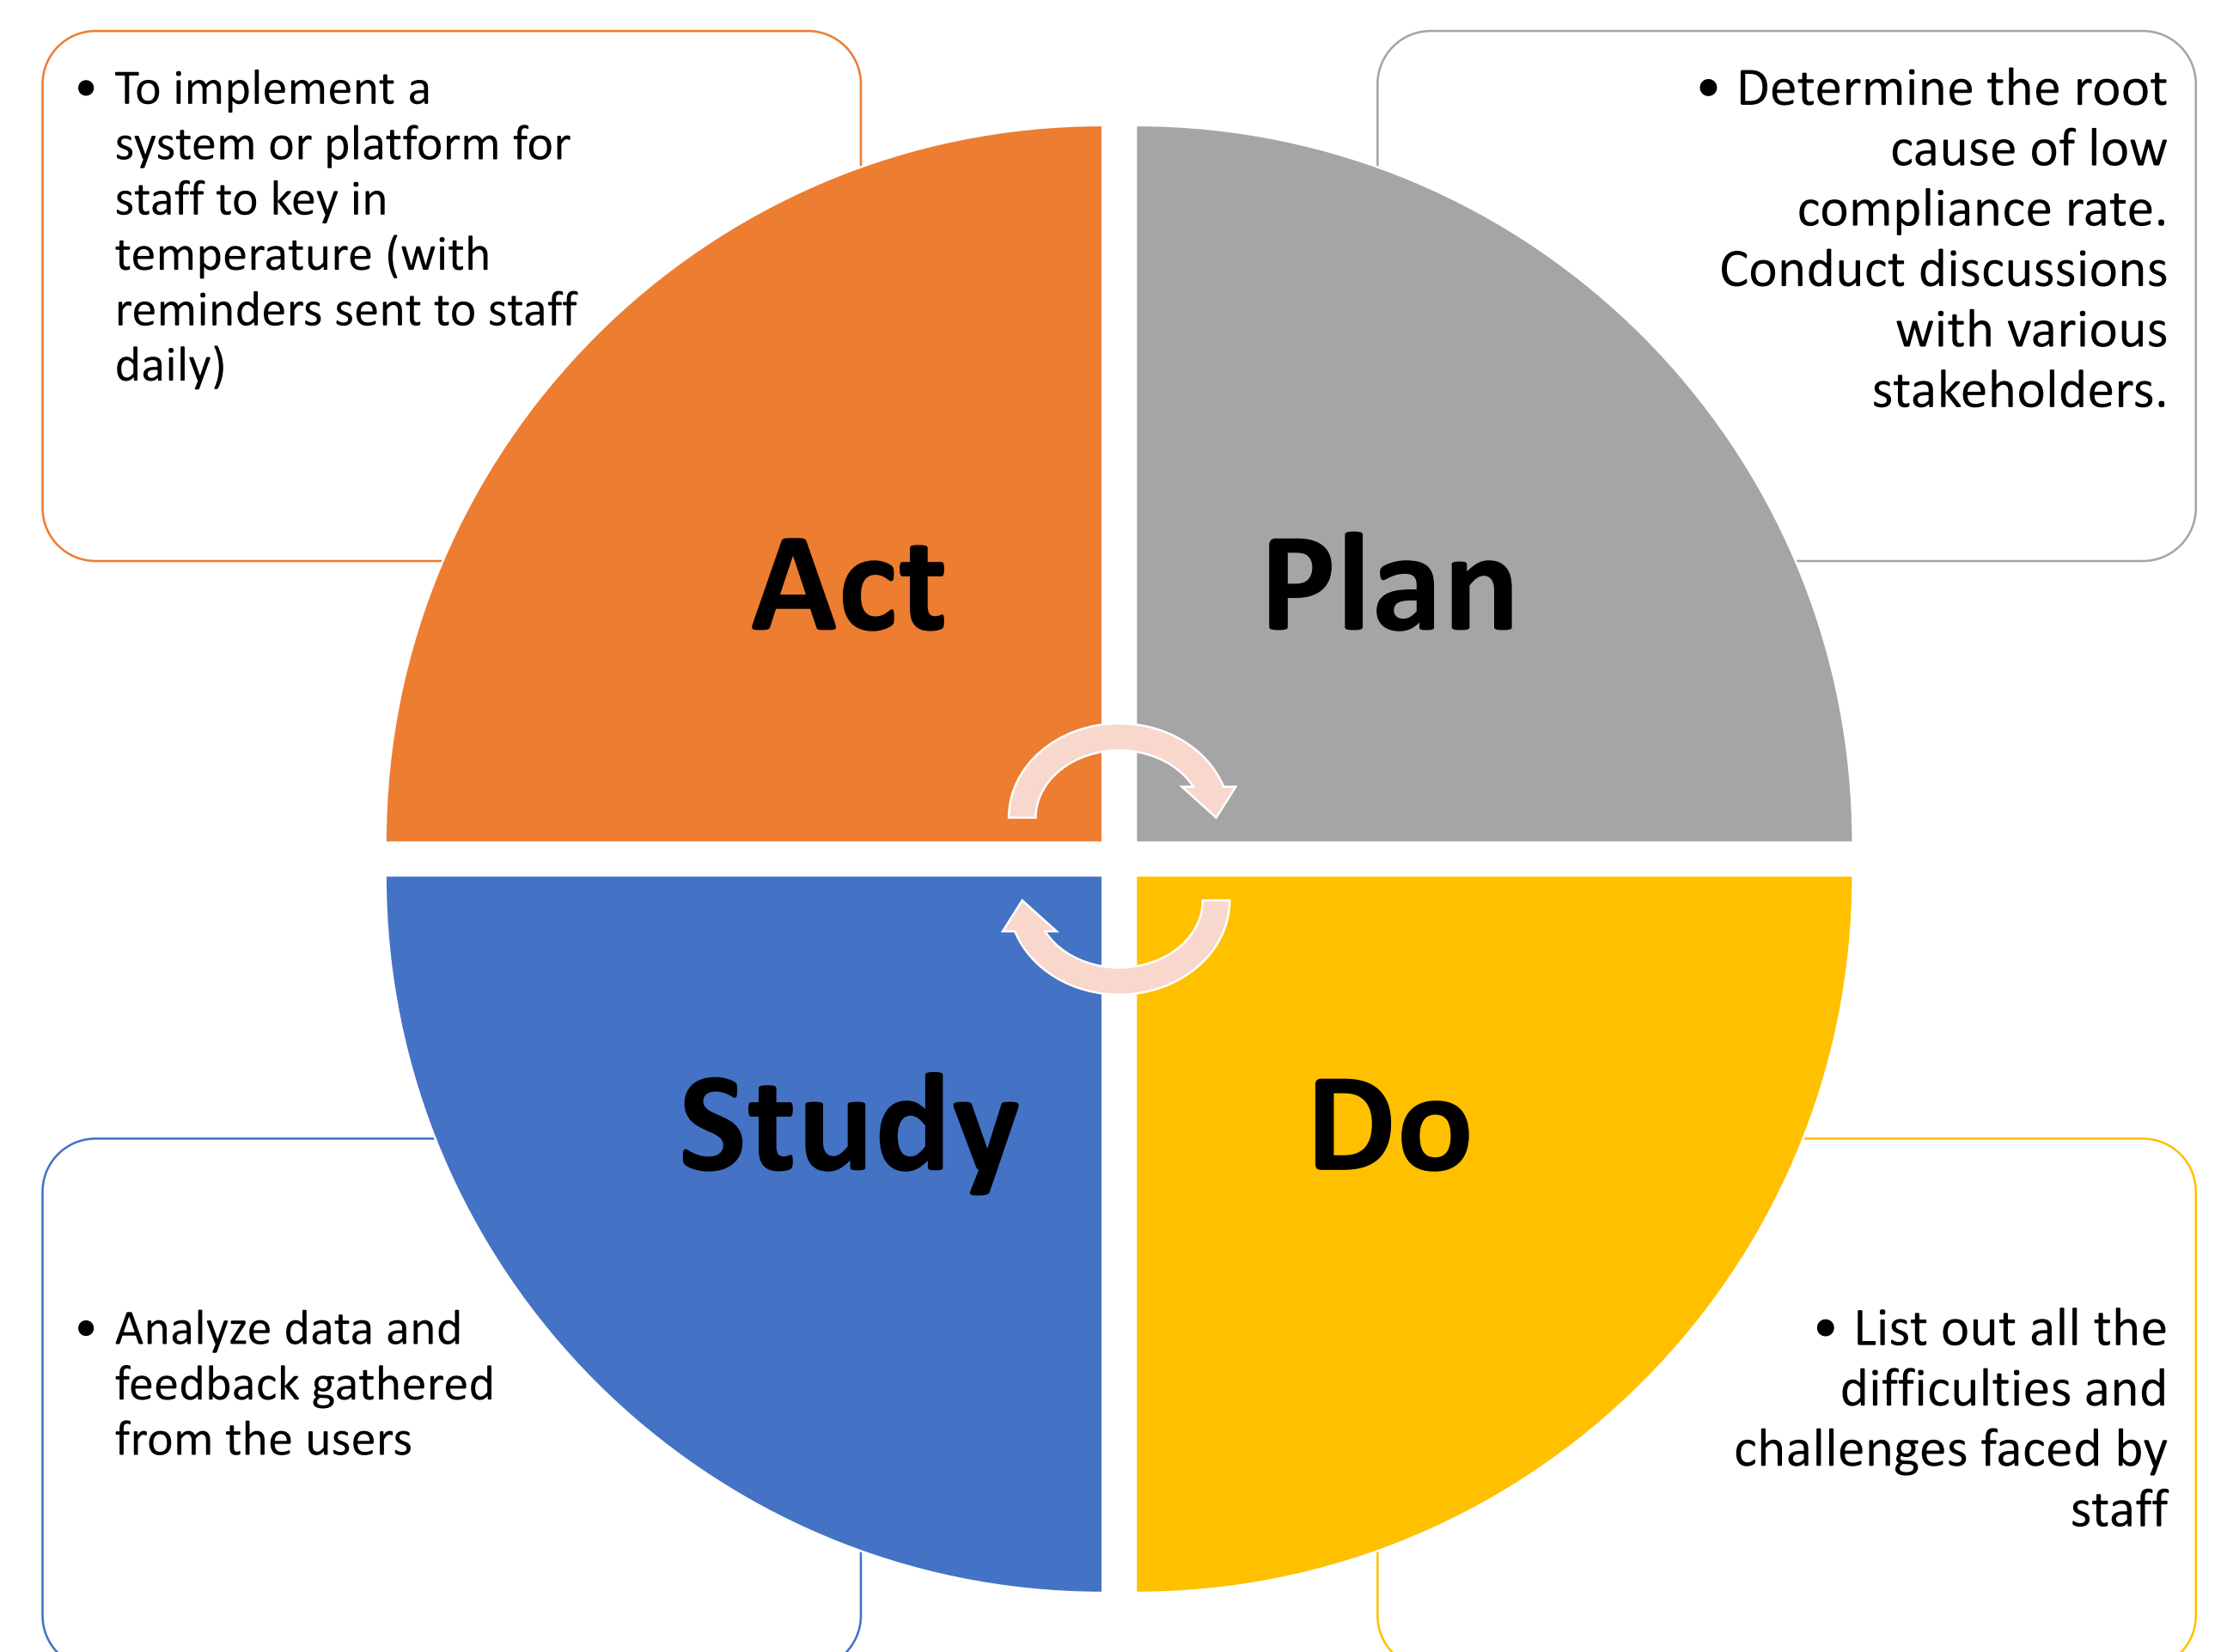 • To implement a
system or platform for
staff to key in
temperature (with
reminders sent to staff
daily)
• Determine the root
cause of low
compliance rate.
Conduct discussions
with various
stakeholders.
Act
Plan
Study
Do
• Analyze data and
feedback gathered
from the users
• List out all the
difficulties and
challenges faced by
staff